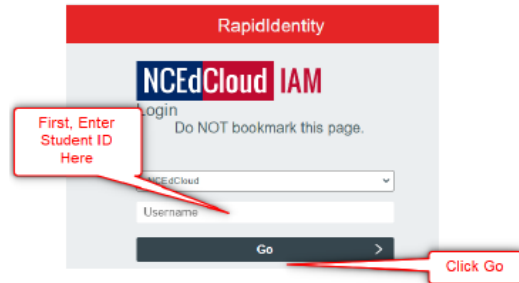 RapidIdentity
NCEdCloud IAM
Login
Do NOT bookmark this page.
First, Enter
Student ID
Here
NCEdCloud
Username
Go
Click Go